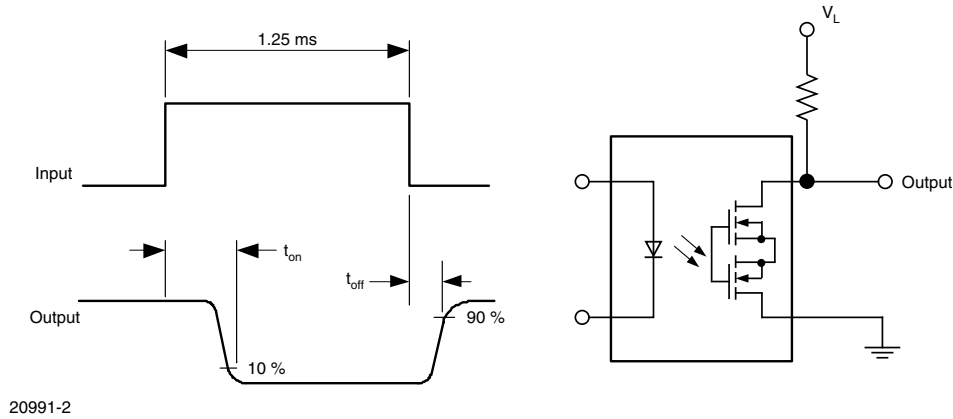 1.25 ms
V_L
Input
Output
t_on
t_off
Output
90 %
10 %
20991-2